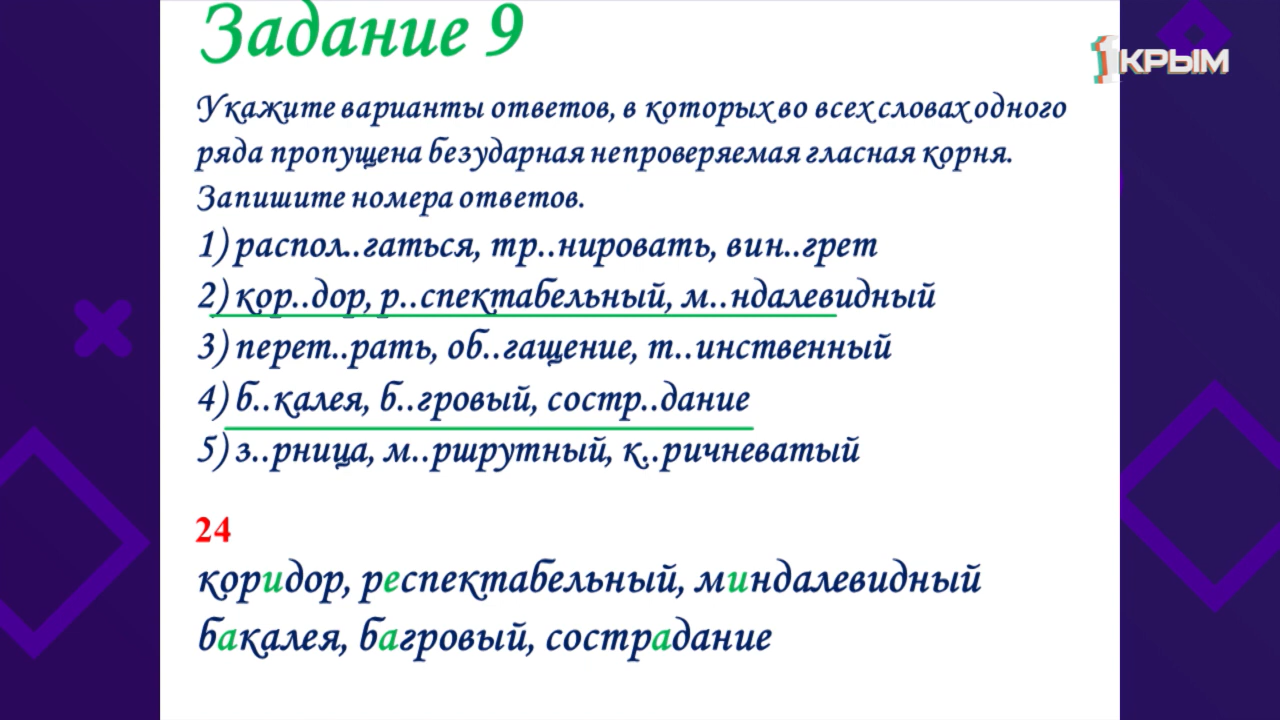 Задание 9
1КРЫМ
Укажите варианты ответов, в которых во всех словах одного
ряда пропущена безударная непроверяемая гласная корня.
Запишите номера ответов.
1) распол..гаться, тр..нировать, вин..грет
2) кор..дор, р..спектабельный, м..ндалевидный
3) перет..рать, об..гащение, т..инственный
4) б..калея, б..гровый, состр..дание
5) з..рница, м..ршрутный, к..ричневатый
24
коридор, респектабельный, миндалевидный
бакалея, багровый, сострадание